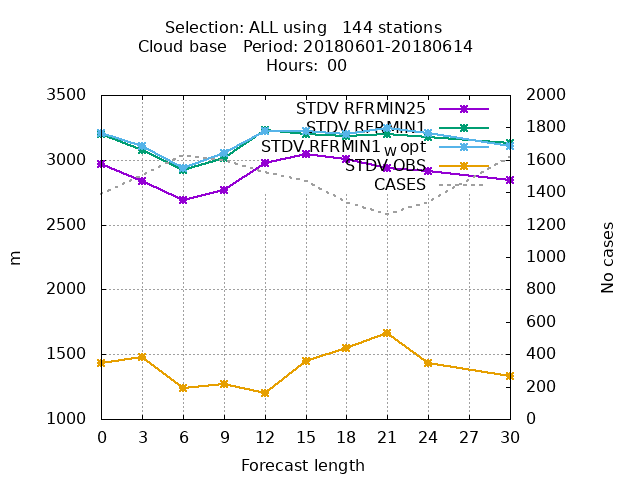 Selection: ALL using   144 stations
Cloud base   Period: 20180601-20180614
Hours:  00
3500
3000
2500
2000
1500
1000
m
STDV RFRMIN25
STDV RFRMIN1
STDV RFRMIN1w opt
STDV OBS
CASES
2000
1800
1600
1400
1200
1000
800
600
400
200
0
No cases
0 3 6 9 12 15 18 21 24 27 30
Forecast length